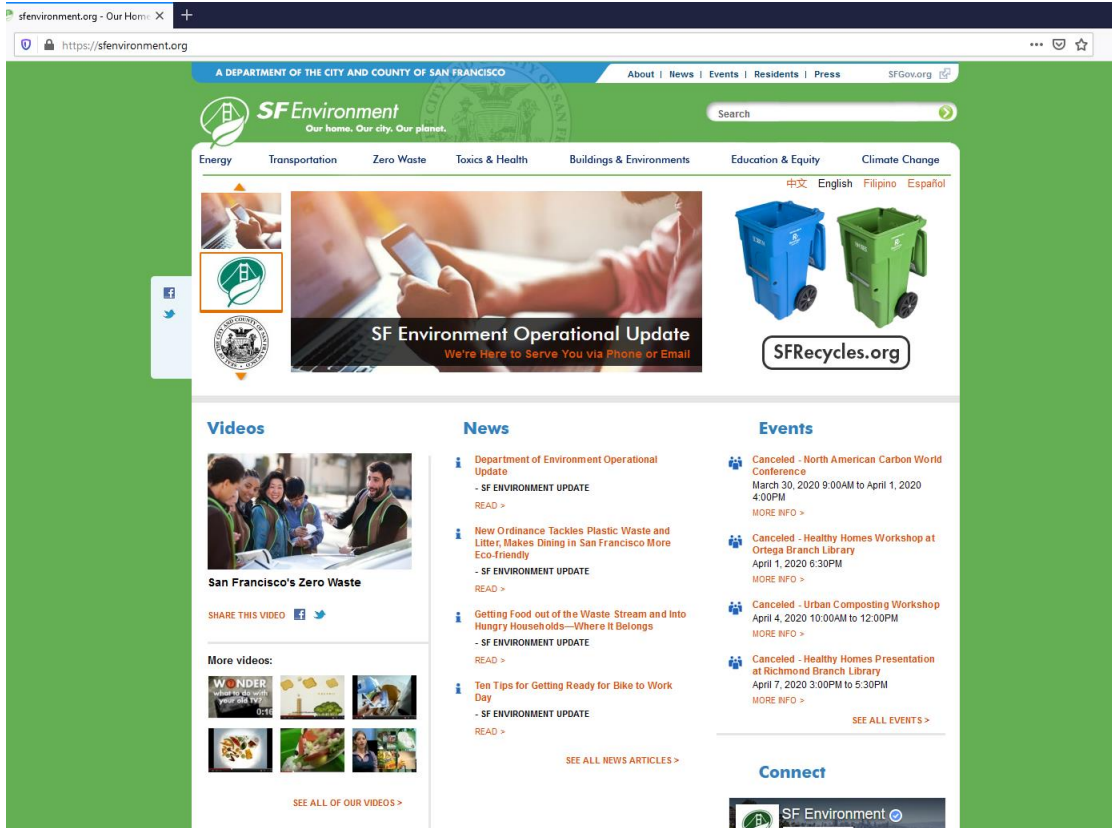 sfenvironment.org - Our Home
https://sfenvironment.org
A DEPARTMENT OF THE CITY AND COUNTY OF SAN FRANCISCO
About | News | Events | Residents | Press
SFGov.org
SF Environment
Our home. Our city. Our planet.
Search
Energy Transportation Zero Waste Toxics & Health Buildings & Environments Education & Equity Climate Change
中文 English Filipino Español
SF Environment Operational Update
We're Here to Serve You via Phone or Email
SFRecycles.org
Videos
San Francisco's Zero Waste
SHARE THIS VIDEO
More videos:
WONDER
what to do with
your old TV?
0:16
SEE ALL OF OUR VIDEOS >
News
Department of Environment Operational
Update
- SF ENVIRONMENT UPDATE
READ >
New Ordinance Tackles Plastic Waste and
Litter, Makes Dining in San Francisco More
Eco-friendly
- SF ENVIRONMENT UPDATE
READ >
Getting Food out of the Waste Stream and Into
Hungry Households—Where It Belongs
- SF ENVIRONMENT UPDATE
READ >
Ten Tips for Getting Ready for Bike to Work
Day
- SF ENVIRONMENT UPDATE
READ >
SEE ALL NEWS ARTICLES >
Events
Canceled - North American Carbon World
Conference
March 30, 2020 9:00AM to April 1, 2020
4:00PM
MORE INFO >
Canceled - Healthy Homes Workshop at
Ortega Branch Library
April 1, 2020 6:30PM
MORE INFO >
Canceled - Urban Composting Workshop
April 4, 2020 10:00AM to 12:00PM
MORE INFO >
Canceled - Healthy Homes Presentation
at Richmond Branch Library
April 7, 2020 3:00PM to 5:30PM
MORE INFO >
SEE ALL EVENTS >
Connect
SF Environment